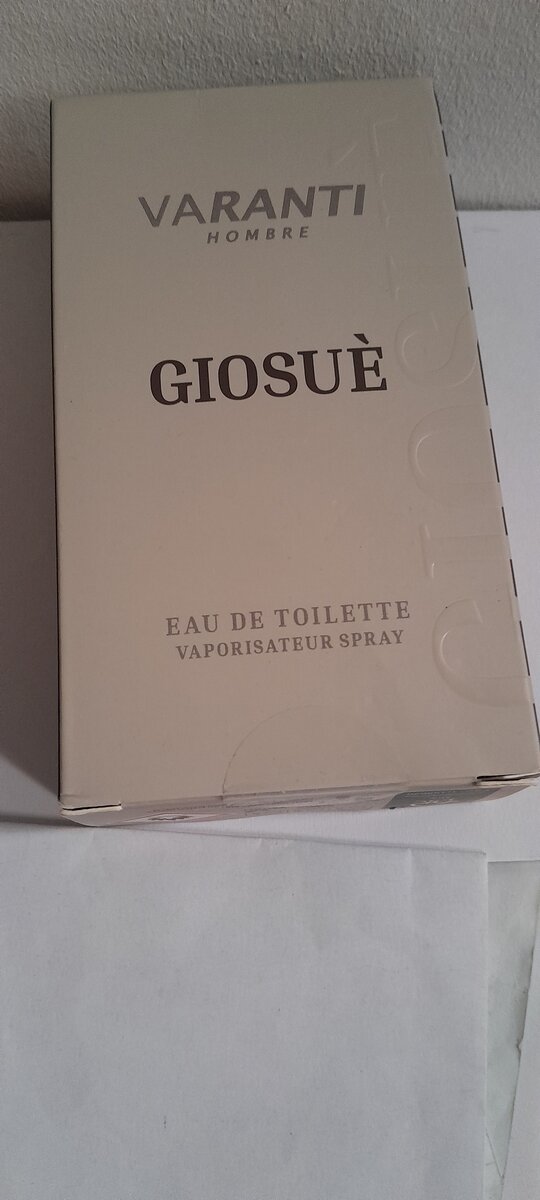 VARANTI
HOMBRE
GIOSUÈ
EAU DE TOILETTE
VAPORISATEUR SPRAY